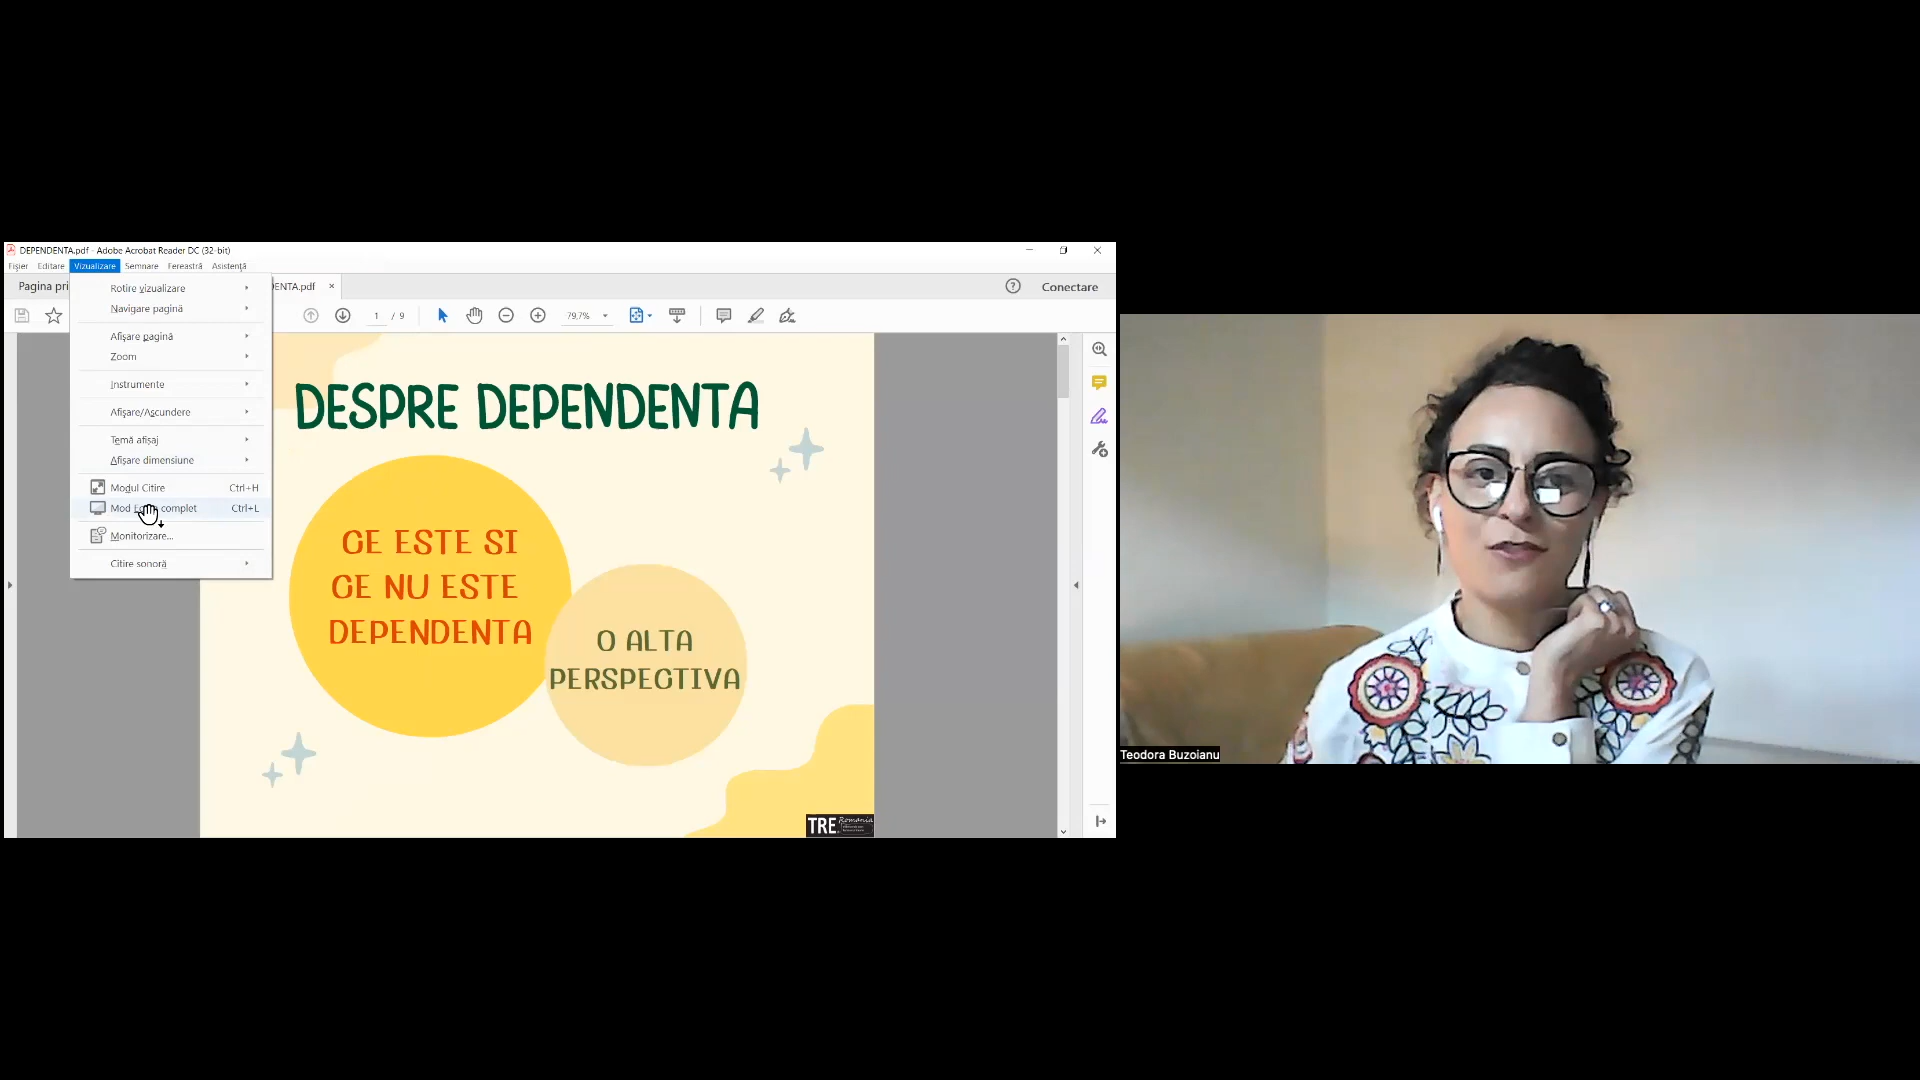 DEPENDENTA.pdf - Adobe Acrobat Reader DC (32-bit)
Fișier Editare Vizualizare Semnare Fereastră Asistență
Pagina pri
ENTA.pdf ×
Conectare
1 / 9
79,7%
Rotire vizualizare
Navigare pagină
Afișare pagină
Zoom
Instrumente
Afișare/Ascundere
Temă afișaj
Afișare dimensiune
Modul Citire Ctrl+H
Mod complet Ctrl+L
Monitorizare...
Citire sonoră
DESPRE DEPENDENTA
CE ESTE SI
CE NU ESTE
DEPENDENTA
O ALTA
PERSPECTIVA
TRE Romania
Teodora Buzoianu